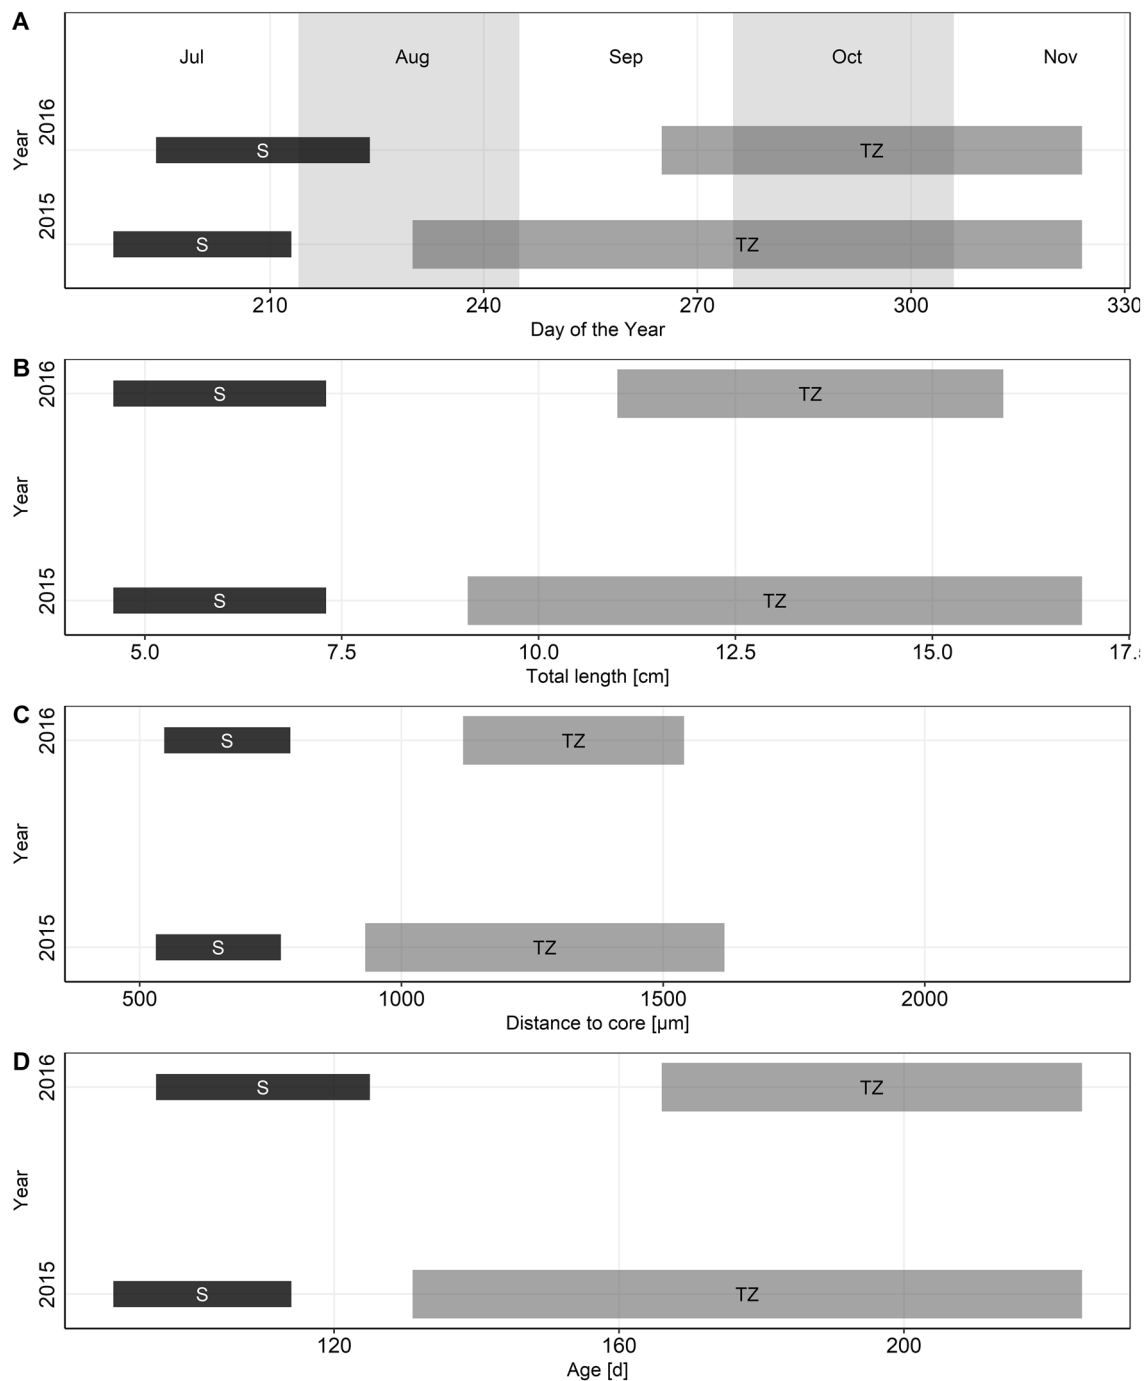 A
Jul Aug Sep Oct Nov
2016
S TZ
Year
2015
S TZ
210 240 270 300 330
Day of the Year
B
2016
S TZ
Year
2015
S TZ
5.0 7.5 10.0 12.5 15.0 17.
Total length [cm]
C
2016
S TZ
Year
2015
S TZ
500 1000 1500 2000
Distance to core [µm]
D
2016
S TZ
Year
2015
S TZ
120 160 200
Age [d]